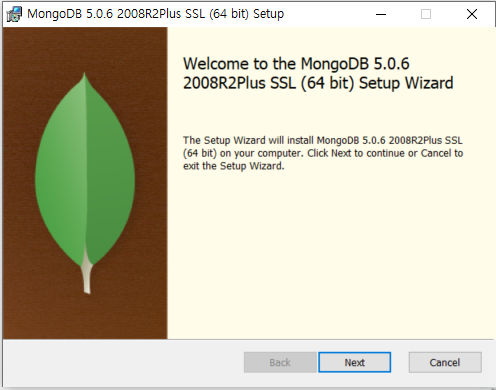 MongoDB 5.0.6 2008R2Plus SSL (64 bit) Setup
Welcome to the MongoDB 5.0.6
2008R2Plus SSL (64 bit) Setup Wizard
The Setup Wizard will install MongoDB 5.0.6 2008R2Plus SSL
(64 bit) on your computer. Click Next to continue or Cancel to
exit the Setup Wizard.
Back Next Cancel